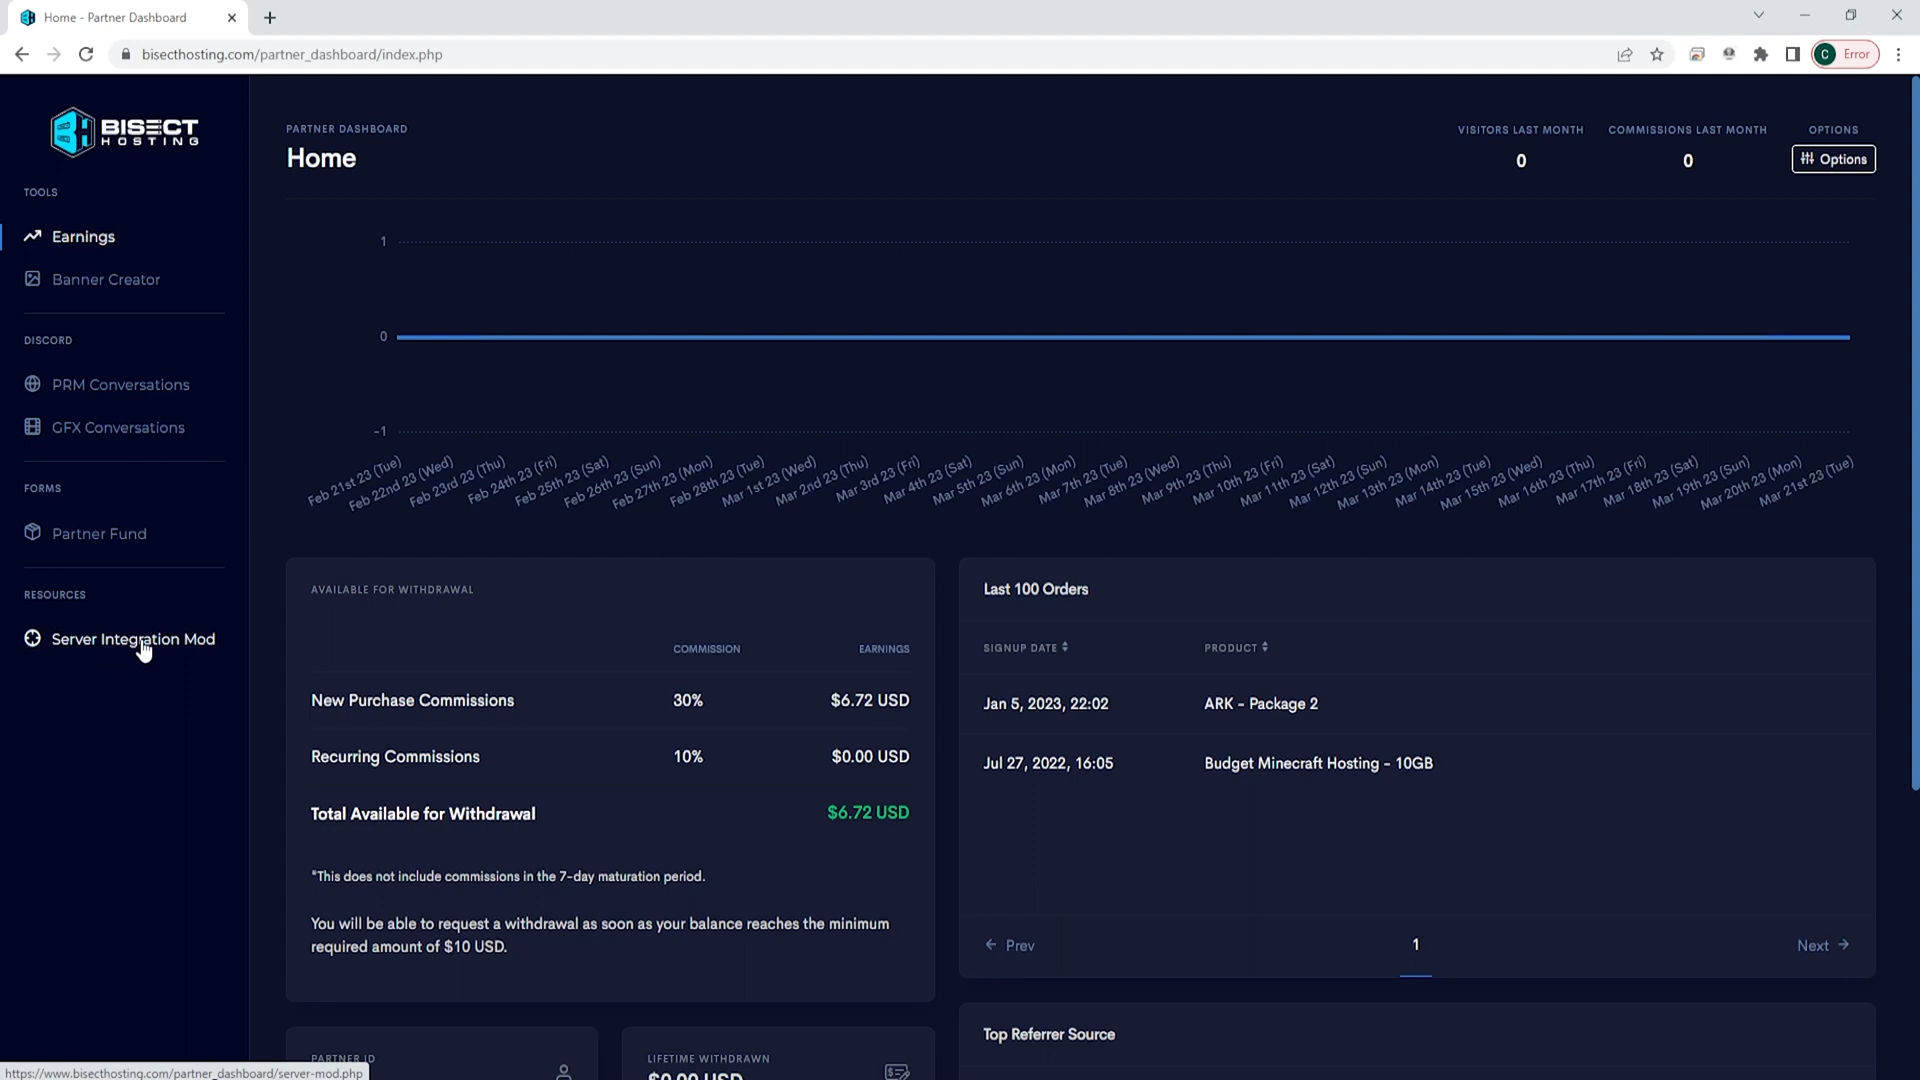 Home - Partner Dashboard
bisecthosting.com/partner_dashboard/index.php
C Error
BISECT
HOSTING
TOOLS
Earnings
Banner Creator
DISCORD
PRM Conversations
GFX Conversations
FORMS
Partner Fund
RESOURCES
Server Integration Mod
PARTNER DASHBOARD
Home
VISITORS LAST MONTH
0
COMMISSIONS LAST MONTH
0
OPTIONS
Options
1
0
-1
Feb 21st 23 (Tue)
Feb 22nd 23 (Wed)
Feb 23rd 23 (Thu)
Feb 24th 23 (Fri)
Feb 25th 23 (Sat)
Feb 26th 23 (Sun)
Feb 27th 23 (Mon)
Feb 28th 23 (Tue)
Mar 1st 23 (Wed)
Mar 2nd 23 (Thu)
Mar 3rd 23 (Fri)
Mar 4th 23 (Sat)
Mar 5th 23 (Sun)
Mar 6th 23 (Mon)
Mar 7th 23 (Tue)
Mar 8th 23 (Wed)
Mar 9th 23 (Thu)
Mar 10th 23 (Fri)
Mar 11th 23 (Sat)
Mar 12th 23 (Sun)
Mar 13th 23 (Mon)
Mar 14th 23 (Tue)
Mar 15th 23 (Wed)
Mar 16th 23 (Thu)
Mar 17th 23 (Fri)
Mar 18th 23 (Sat)
Mar 19th 23 (Sun)
Mar 20th 23 (Mon)
Mar 21st 23 (Tue)
AVAILABLE FOR WITHDRAWAL
COMMISSION EARNINGS
New Purchase Commissions 30% $6.72 USD
Recurring Commissions 10% $0.00 USD
Total Available for Withdrawal $6.72 USD
*This does not include commissions in the 7-day maturation period.
You will be able to request a withdrawal as soon as your balance reaches the minimum
required amount of $10 USD.
PARTNER ID
LIFETIME WITHDRAWN
$0.00 USD
Last 100 Orders
SIGNUP DATE PRODUCT
Jan 5, 2023, 22:02 ARK - Package 2
Jul 27, 2022, 16:05 Budget Minecraft Hosting - 10GB
Prev 1 Next
Top Referrer Source
https://www.bisecthosting.com/partner_dashboard/server-mod.php